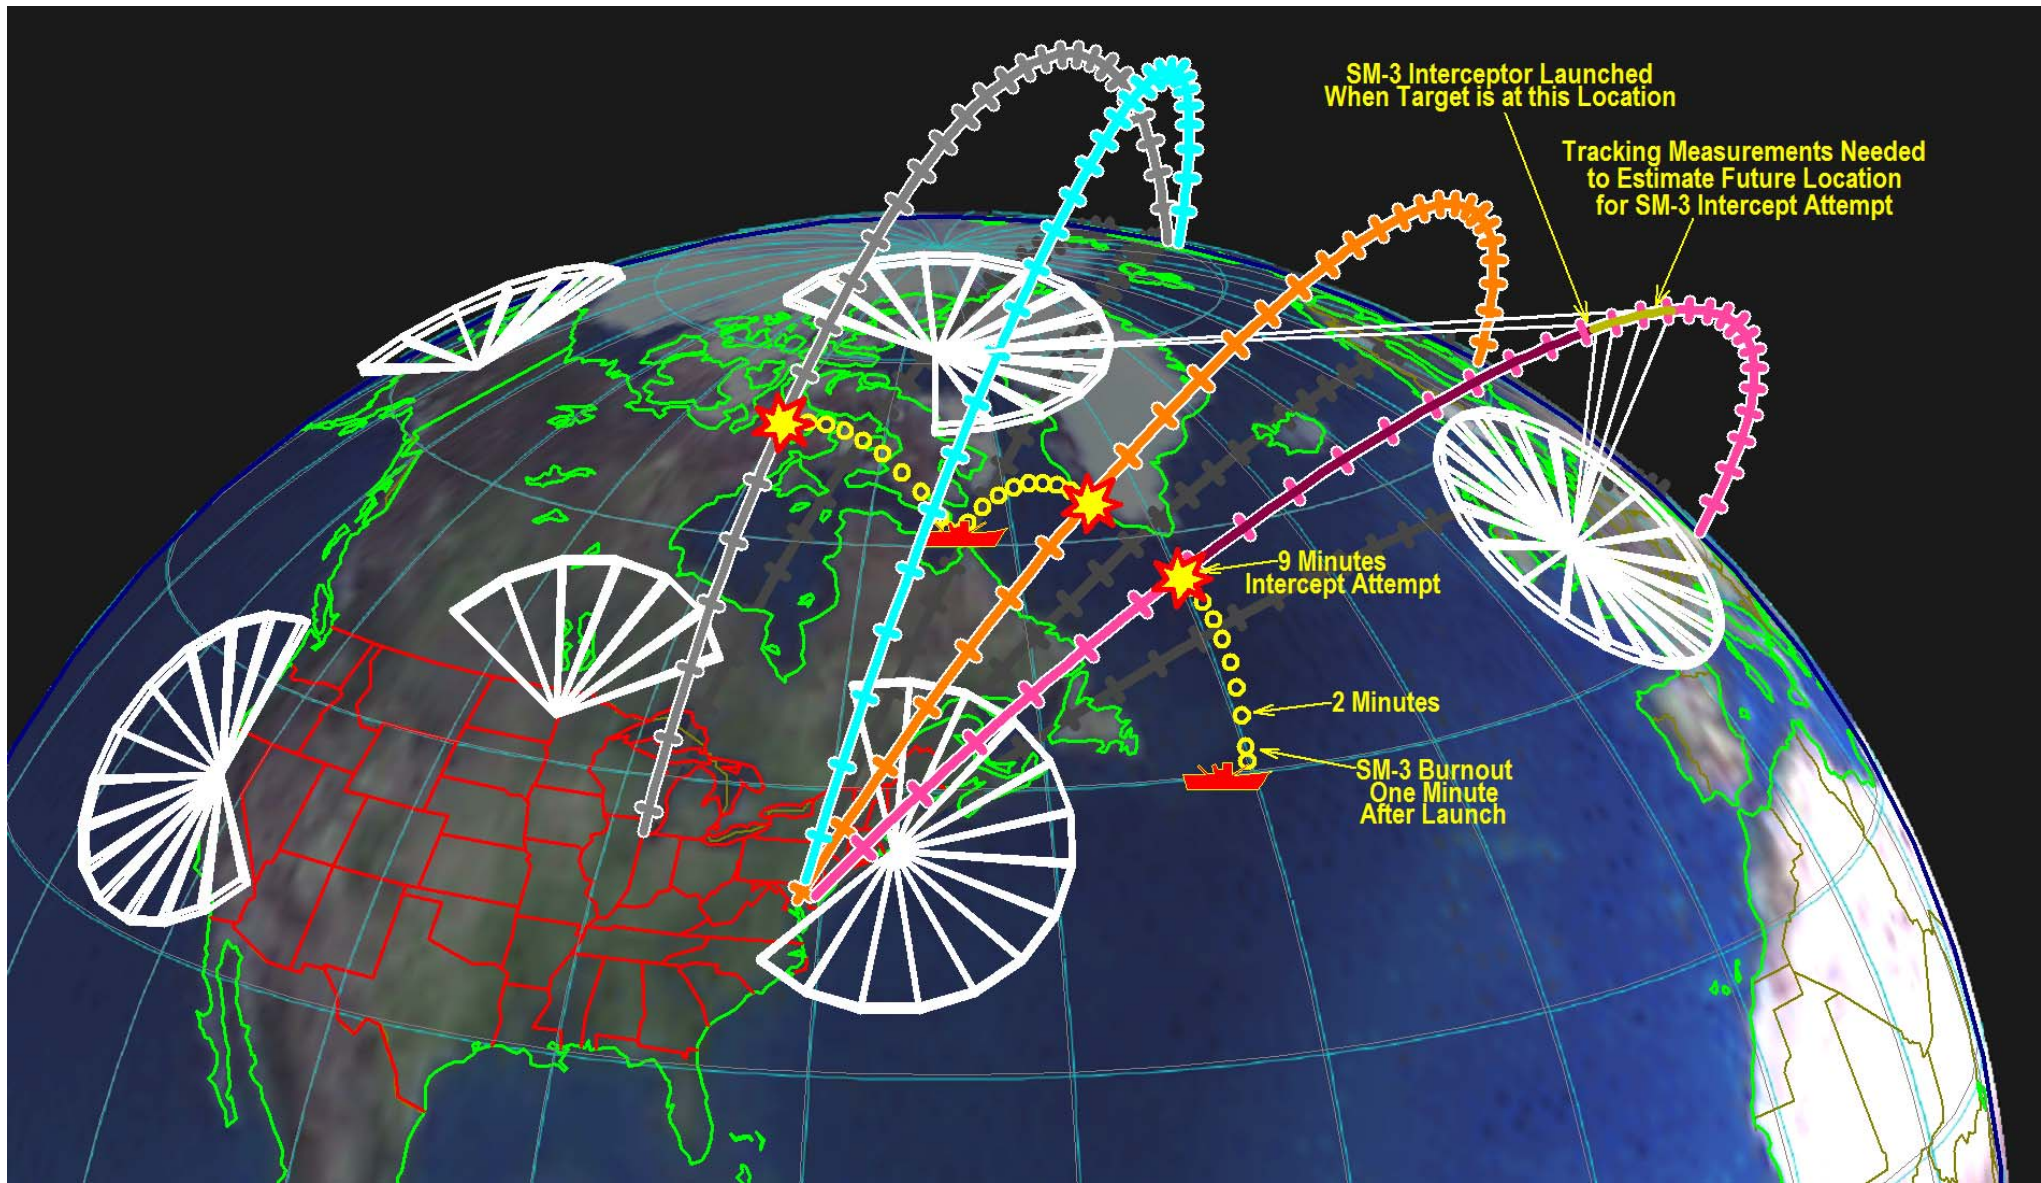 SM-3 Interceptor Launched
When Target is at this Location
Tracking Measurements Needed
to Estimate Future Location
for SM-3 Intercept Attempt
9 Minutes
Intercept Attempt
2 Minutes
SM-3 Burnout
One Minute
After Launch